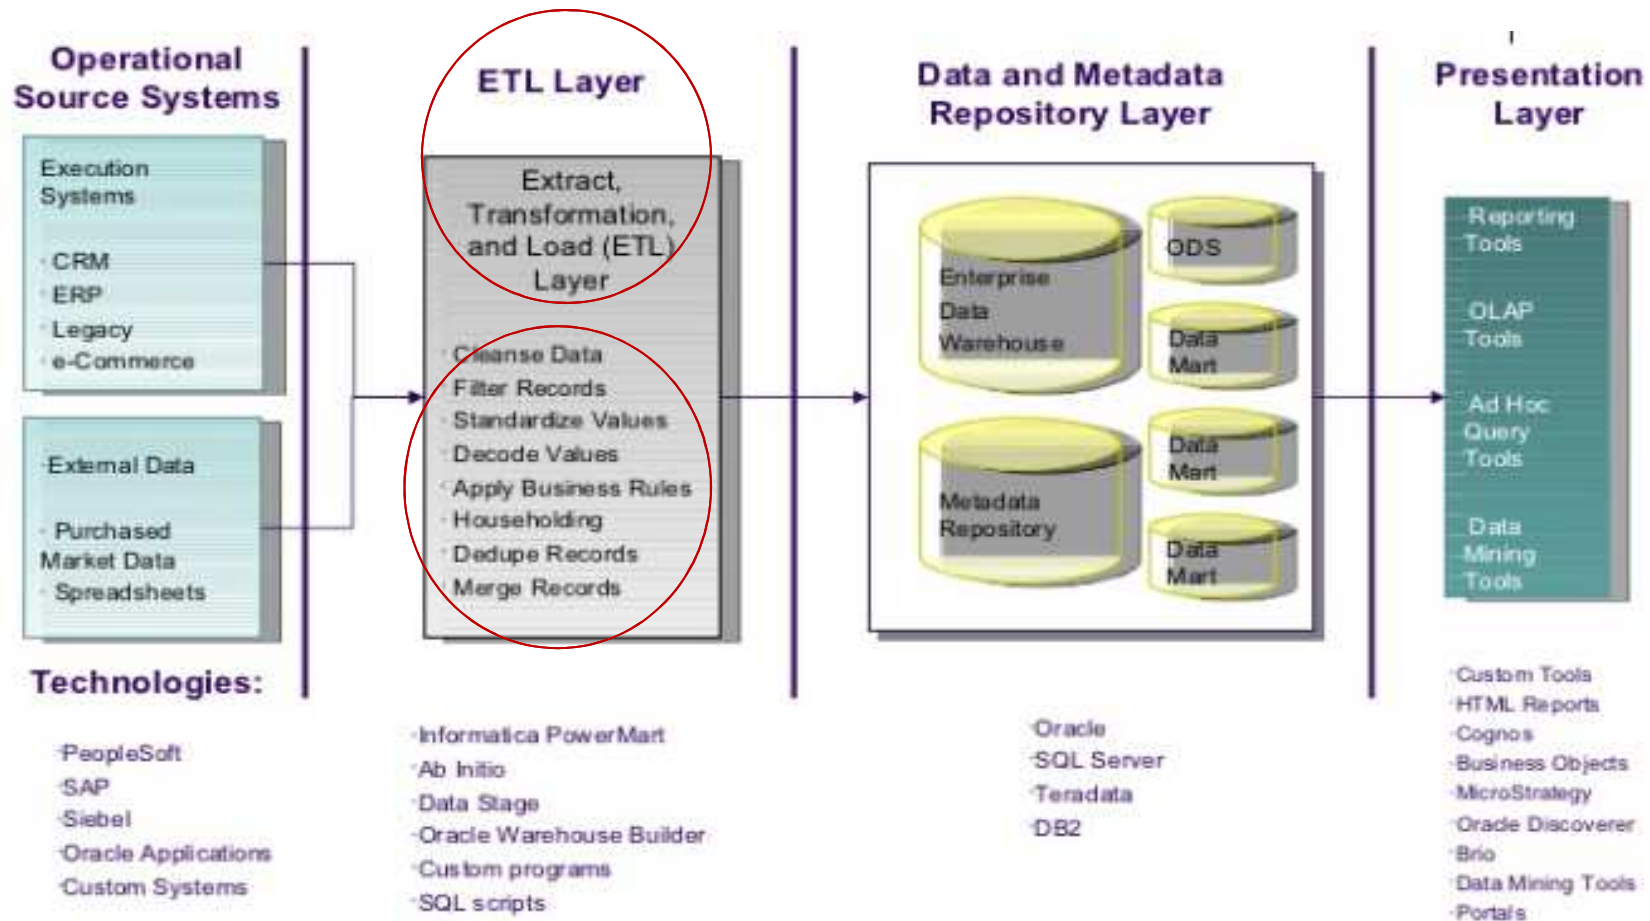 Operational
Source Systems
Execution
Systems
· CRM
· ERP
· Legacy
· e-Commerce
·External Data
· Purchased
Market Data
· Spreadsheets
Technologies:
·PeopleSoft
·SAP
·Siebel
·Oracle Applications
·Custom Systems
ETL Layer
Extract,
Transformation,
and Load (ETL)
Layer
· Cleanse Data
· Filter Records
· Standardize Values
· Decode Values
· Apply Business Rules
· Householding
· Dedupe Records
· Merge Records
·Informatica PowerMart
·Ab Initio
·Data Stage
·Oracle Warehouse Builder
·Custom programs
·SQL scripts
Data and Metadata
Repository Layer
Enterprise
Data
Warehouse
Metadata
Repository
ODS
Data
Mart
Data
Mart
Data
Mart
·Oracle
·SQL Server
·Teradata
·DB2
Presentation
Layer
Reporting
Tools
OLAP
Tools
Ad Hoc
Query
Tools
Data
Mining
Tools
·Custom Tools
·HTML Reports
·Cognos
·Business Objects
·MicroStrategy
·Oracle Discoverer
·Brio
·Data Mining Tools
·Portals